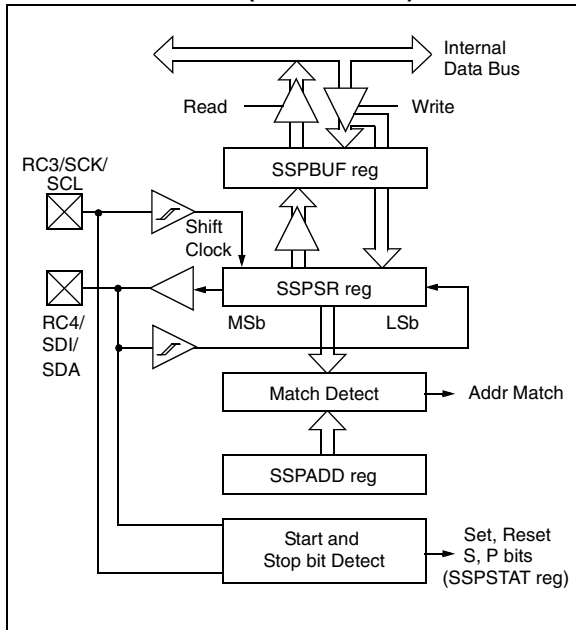 Internal
Data Bus
Read
Write
RC3/SCK/
SCL
SSPBUF reg
Shift
Clock
SSPSR reg
MSb
LSb
RC4/
SDI/
SDA
Match Detect
Addr Match
SSPADD reg
Start and
Stop bit Detect
Set, Reset
S, P bits
(SSPSTAT reg)